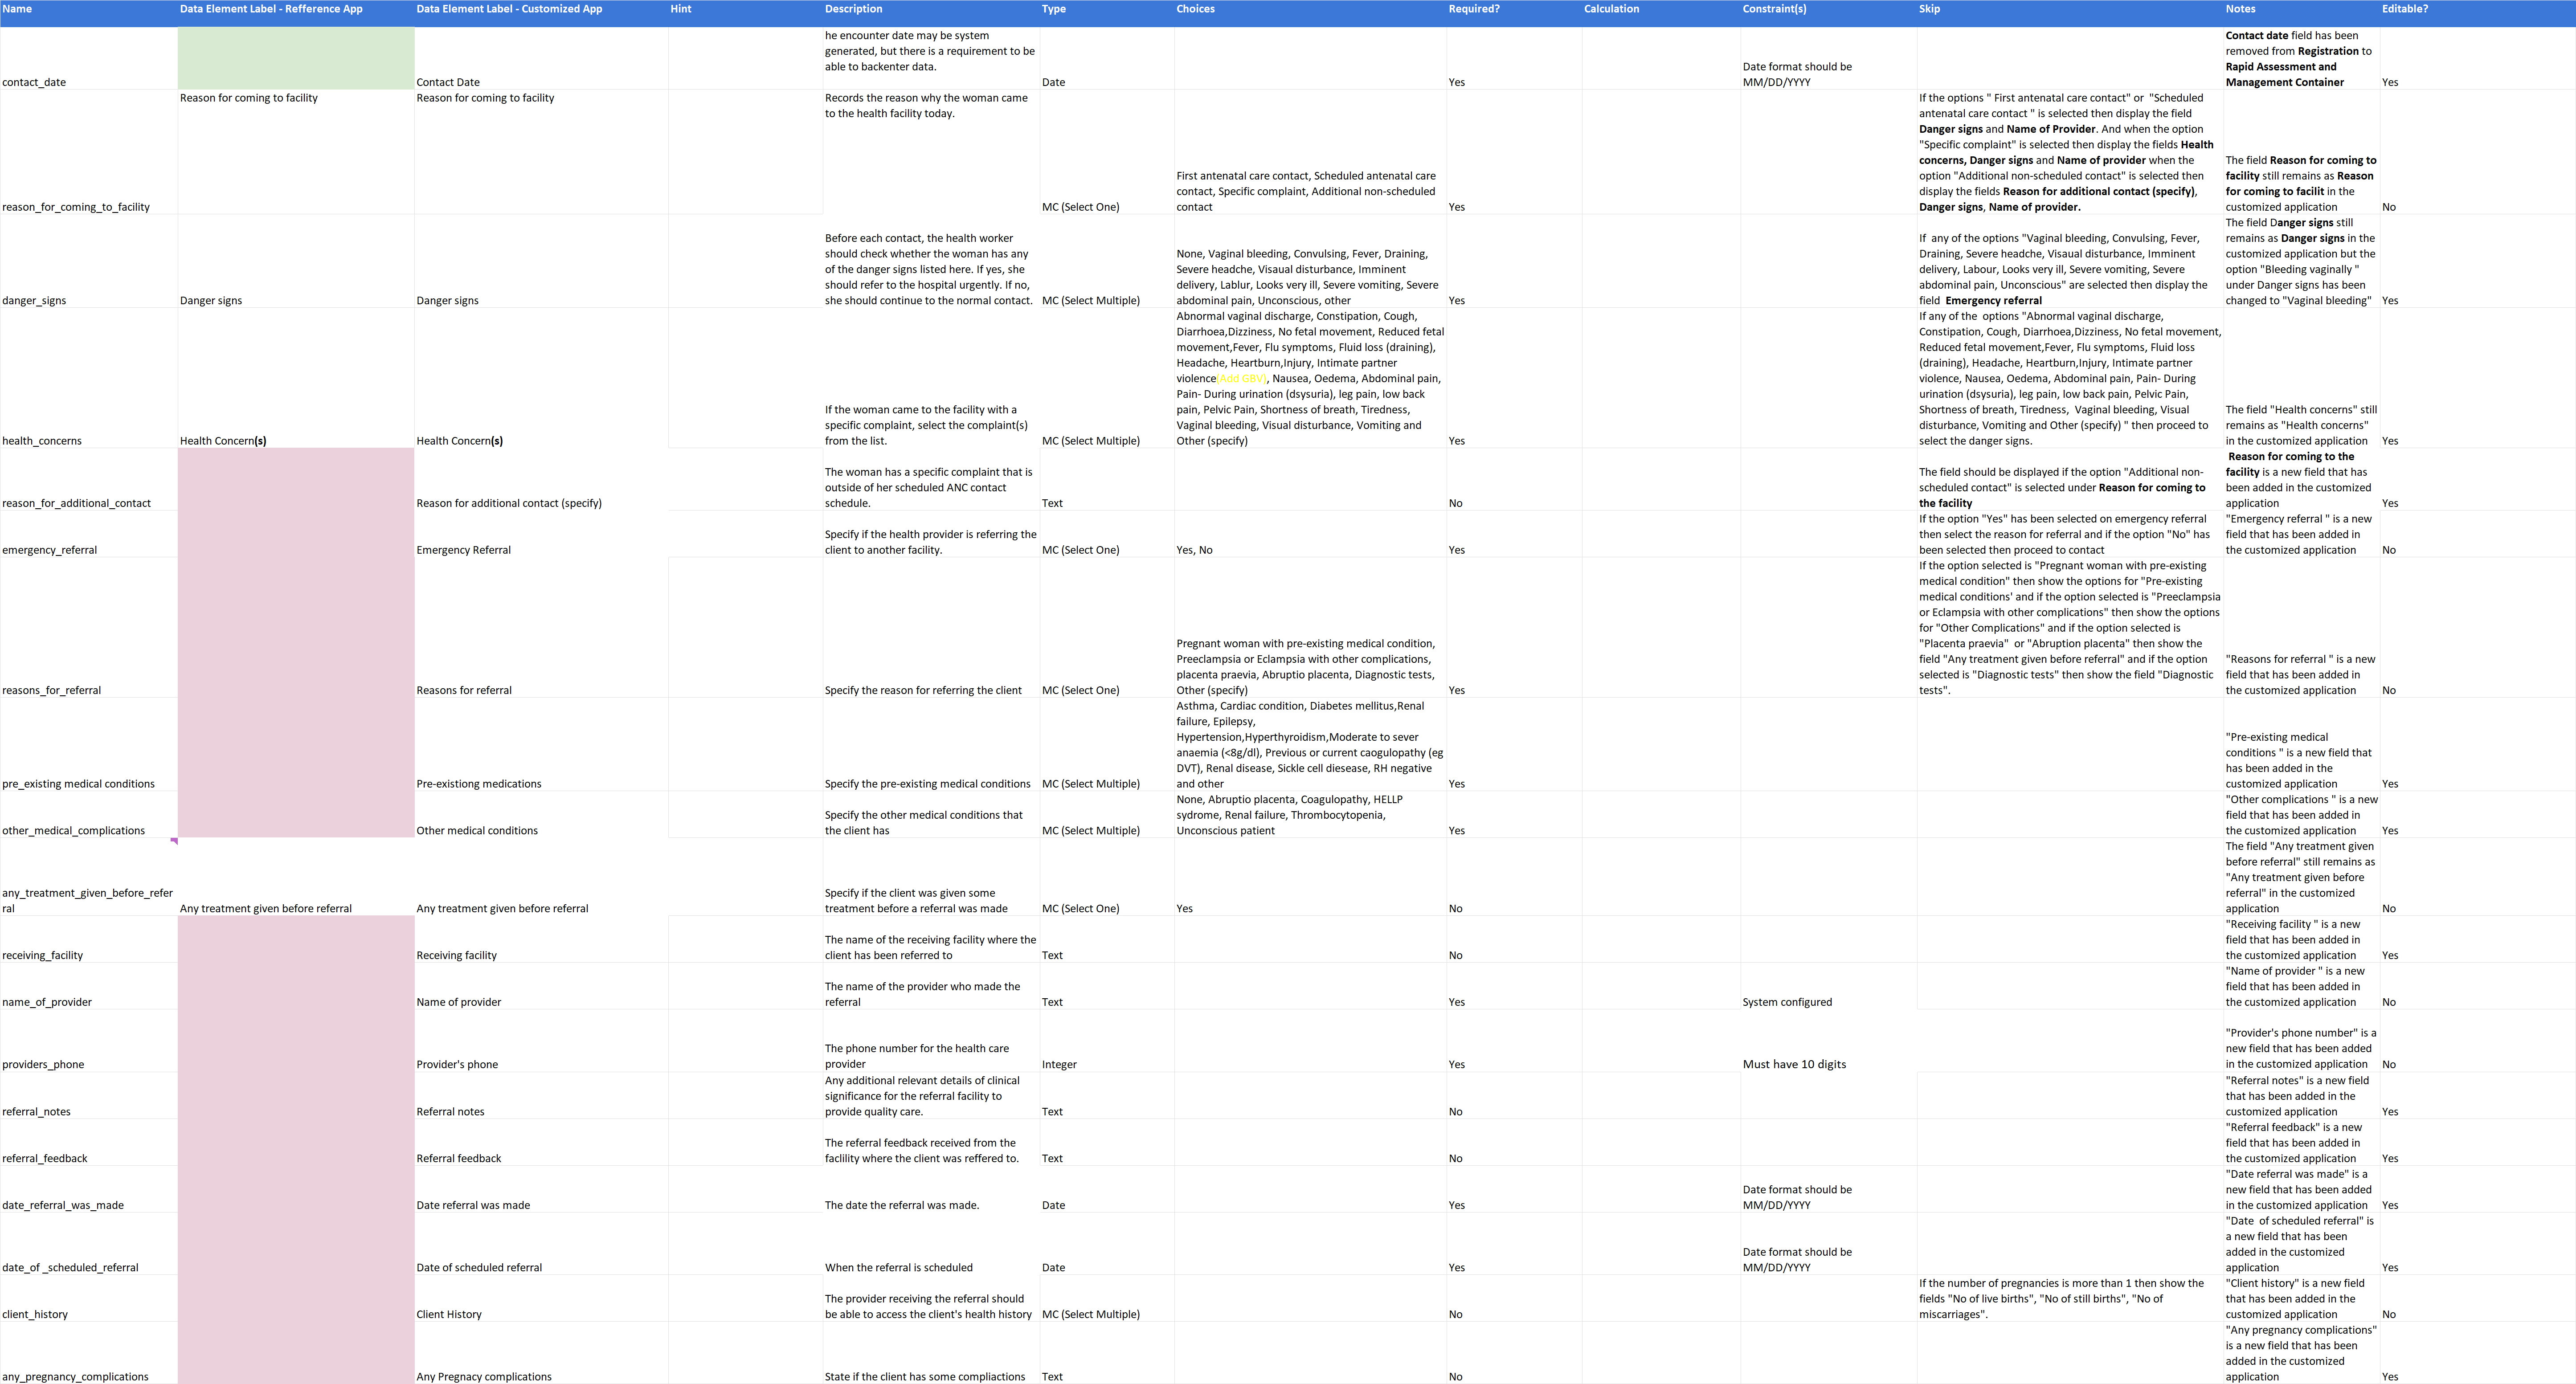 Name
Data Element Label - Refference App
Data Element Label - Customized App
Hint
Description
Type
Choices
Required?
Calculation
Constraint(s)
Skip
Notes
Editable?
contact_date
Contact Date
he encounter date may be system
generated, but there is a requirement to be
able to backenter data.
Date
Yes
Date format should be
MM/DD/YYYY
Contact date field has been
removed from Registration to
Rapid Assessment and
Management Container
Yes
reason_for_coming_to_facility
Reason for coming to facility
Reason for coming to facility
Records the reason why the woman came
to the health facility today.
MC (Select One)
First antenatal care contact, Scheduled antenatal care
contact, Specific complaint, Additional non-scheduled
contact
Yes
If the options " First antenatal care contact" or "Scheduled
antenatal care contact " is selected then display the field
Danger signs and Name of Provider. And when the option
"Specific complaint" is selected then display the fields Health
concerns, Danger signs and Name of provider when the
option "Additional non-scheduled contact" is selected then
display the fields Reason for additional contact (specify),
Danger signs, Name of provider.
The field Reason for coming to
facility still remains as Reason
for coming to facilit in the
customized application
No
danger_signs
Danger signs
Danger signs
Before each contact, the health worker
should check whether the woman has any
of the danger signs listed here. If yes, she
should refer to the hospital urgently. If no,
she should continue to the normal contact.
MC (Select Multiple)
None, Vaginal bleeding, Convulsing, Fever, Draining,
Severe headche, Visaual disturbance, Imminent
delivery, Lablur, Looks very ill, Severe vomiting, Severe
abdominal pain, Unconscious, other
Yes
If any of the options "Vaginal bleeding, Convulsing, Fever,
Draining, Severe headche, Visaual disturbance, Imminent
delivery, Labour, Looks very ill, Severe vomiting, Severe
abdominal pain, Unconscious" are selected then display the
field Emergency referral
The field Danger signs still
remains as Danger signs in the
customized application but the
option "Bleeding vaginally "
under Danger signs has been
changed to "Vaginal bleeding"
Yes
health_concerns
Health Concern(s)
Health Concern(s)
If the woman came to the facility with a
specific complaint, select the complaint(s)
from the list.
MC (Select Multiple)
Abnormal vaginal discharge, Constipation, Cough,
Diarrhoea,Dizziness, No fetal movement, Reduced fetal
movement,Fever, Flu symptoms, Fluid loss (draining),
Headache, Heartburn,Injury, Intimate partner
violence(Add GBV), Nausea, Oedema, Abdominal pain,
Pain- During urination (dsysuria), leg pain, low back
pain, Pelvic Pain, Shortness of breath, Tiredness,
Vaginal bleeding, Visual disturbance, Vomiting and
Other (specify)
Yes
If any of the options "Abnormal vaginal discharge,
Constipation, Cough, Diarrhoea,Dizziness, No fetal movement,
Reduced fetal movement,Fever, Flu symptoms, Fluid loss
(draining), Headache, Heartburn,Injury, Intimate partner
violence, Nausea, Oedema, Abdominal pain, Pain- During
urination (dsysuria), leg pain, low back pain, Pelvic Pain,
Shortness of breath, Tiredness, Vaginal bleeding, Visual
disturbance, Vomiting and Other (specify) " then proceed to
select the danger signs.
The field "Health concerns" still
remains as "Health concerns"
in the customized application
Yes
reason_for_additional_contact
Reason for additional contact (specify)
The woman has a specific complaint that is
outside of her scheduled ANC contact
schedule.
Text
No
The field should be displayed if the option "Additional non-
scheduled contact" is selected under Reason for coming to
the facility
Reason for coming to the
facility is a new field that has
been added in the customized
application
Yes
emergency_referral
Emergency Referral
Specify if the health provider is referring the
client to another facility.
MC (Select One)
Yes, No
Yes
If the option "Yes" has been selected on emergency referral
then select the reason for referral and if the option "No" has
been selected then proceed to contact
"Emergency referral " is a new
field that has been added in
the customized application
No
reasons_for_referral
Reasons for referral
Specify the reason for referring the client
MC (Select One)
Pregnant woman with pre-existing medical condition,
Preeclampsia or Eclampsia with other complications,
placenta praevia, Abruptio placenta, Diagnostic tests,
Other (specify)
Yes
If the option selected is "Pregnant woman with pre-existing
medical condition" then show the options for "Pre-existing
medical conditions' and if the option selected is "Preeclampsia
or Eclampsia with other complications" then show the options
for "Other Complications" and if the option selected is
"Placenta praevia" or "Abruption placenta" then show the
field "Any treatment given before referral" and if the option
selected is "Diagnostic tests" then show the field "Diagnostic
tests".
"Reasons for referral " is a new
field that has been added in
the customized application
No
pre_existing medical conditions
Pre-existiong medications
Specify the pre-existing medical conditions
MC (Select Multiple)
Asthma, Cardiac condition, Diabetes mellitus,Renal
failure, Epilepsy,
Hypertension,Hyperthyroidism,Moderate to sever
anaemia (<8g/dl), Previous or current caogulopathy (eg
DVT), Renal disease, Sickle cell diesease, RH negative
and other
Yes
"Pre-existing medical
conditions " is a new field that
has been added in the
customized application
Yes
other_medical_complications
Other medical conditions
Specify the other medical conditions that
the client has
MC (Select Multiple)
None, Abruptio placenta, Coagulopathy, HELLP
sydrome, Renal failure, Thrombocytopenia,
Unconscious patient
Yes
"Other complications " is a new
field that has been added in
the customized application
Yes
any_treatment_given_before_refer
ral
Any treatment given before referral
Any treatment given before referral
Specify if the client was given some
treatment before a referral was made
MC (Select One)
Yes
No
The field "Any treatment given
before referral" still remains as
"Any treatment given before
referral" in the customized
application
No
receiving_facility
Receiving facility
The name of the receiving facility where the
client has been referred to
Text
No
"Receiving facility " is a new
field that has been added in
the customized application
Yes
name_of_provider
Name of provider
The name of the provider who made the
referral
Text
Yes
System configured
"Name of provider " is a new
field that has been added in
the customized application
No
providers_phone
Provider's phone
The phone number for the health care
provider
Integer
Yes
Must have 10 digits
"Provider's phone number" is a
new field that has been added
in the customized application
No
referral_notes
Referral notes
Any additional relevant details of clinical
significance for the referral facility to
provide quality care.
Text
No
"Referral notes" is a new field
that has been added in the
customized application
Yes
referral_feedback
Referral feedback
The referral feedback received from the
faclility where the client was reffered to.
Text
No
"Referral feedback" is a new
field that has been added in
the customized application
Yes
date_referral_was_made
Date referral was made
The date the referral was made.
Date
Yes
Date format should be
MM/DD/YYYY
"Date referral was made" is a
new field that has been added
in the customized application
Yes
date_of _scheduled_referral
Date of scheduled referral
When the referral is scheduled
Date
Yes
Date format should be
MM/DD/YYYY
"Date of scheduled referral" is
a new field that has been
added in the customized
application
Yes
client_history
Client History
The provider receiving the referral should
be able to access the client's health history
MC (Select Multiple)
No
If the number of pregnancies is more than 1 then show the
fields "No of live births", "No of still births", "No of
miscarriages".
"Client history" is a new field
that has been added in the
customized application
No
any_pregnancy_complications
Any Pregnacy complications
State if the client has some compliactions
Text
No
"Any pregnancy complications"
is a new field that has been
added in the customized
application
Yes